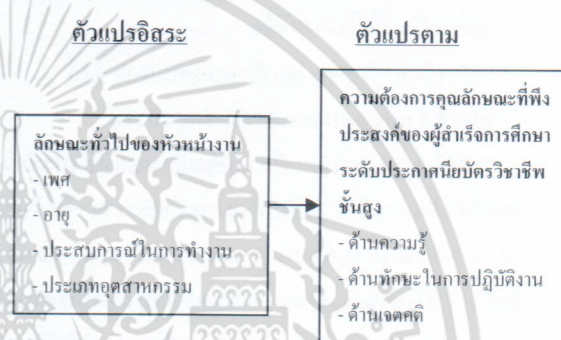 ตัวแปรอิสระ
ตัวแปรตาม
ลักษณะทั่วไปของหัวหน้างาน
- เพศ
- อายุ
- ประสบการณ์ในการทำงาน
- ประเภทอุตสาหกรรม
ความต้องการคุณลักษณะที่พึง
ประสงค์ของผู้สำเร็จการศึกษา
ระดับประกาศนียบัตรวิชาชีพ
ชั้นสูง
- ด้านความรู้
- ด้านทักษะในการปฏิบัติงาน
- ด้านเจตคติ